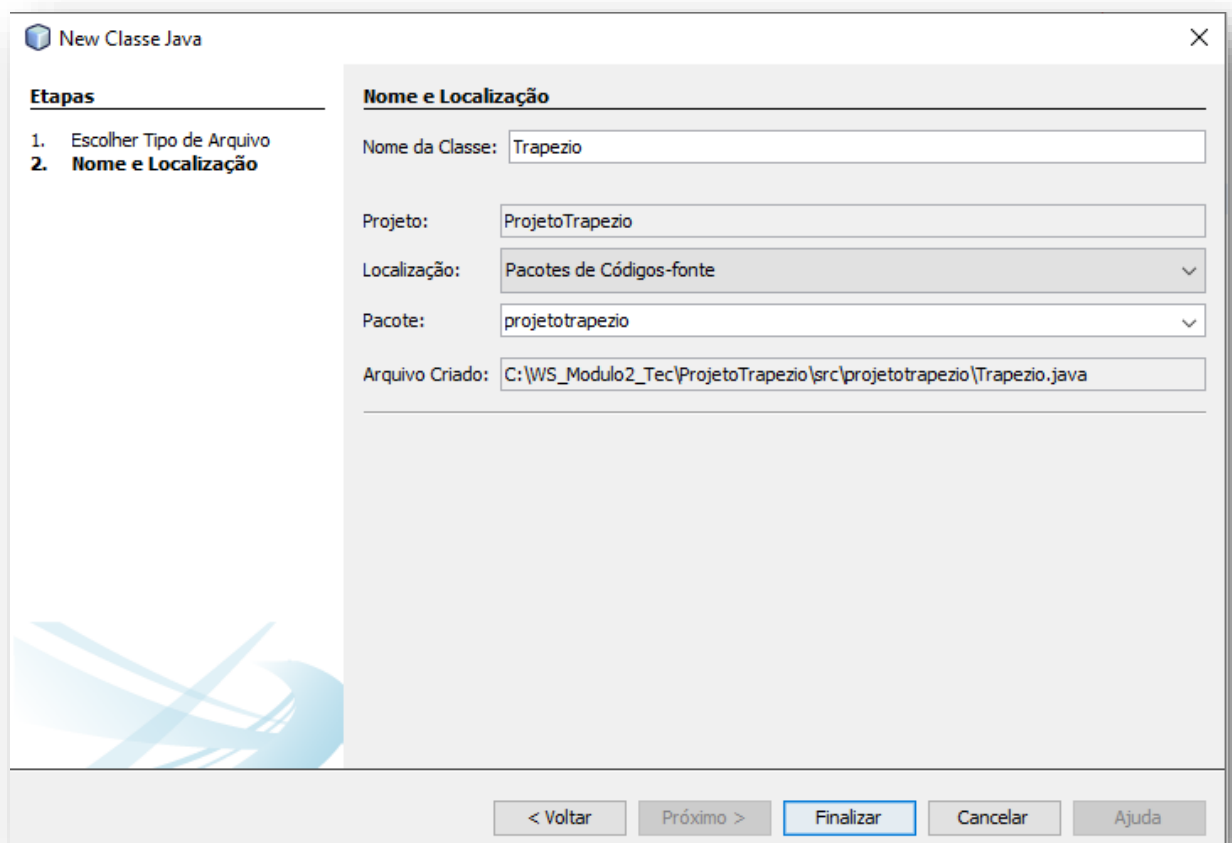 New Classe Java
Etapas
1. Escolher Tipo de Arquivo
2. Nome e Localização
Nome e Localização
Nome da Classe: Trapezio
Projeto: ProjetoTrapezio
Localização: Pacotes de Códigos-fonte
Pacote: projetotrapezio
Arquivo Criado: C:\WS_Modulo2_Tec\ProjetoTrapezio\src\projetotrapezio\Trapezio.java
< Voltar Próximo > Finalizar Cancelar Ajuda